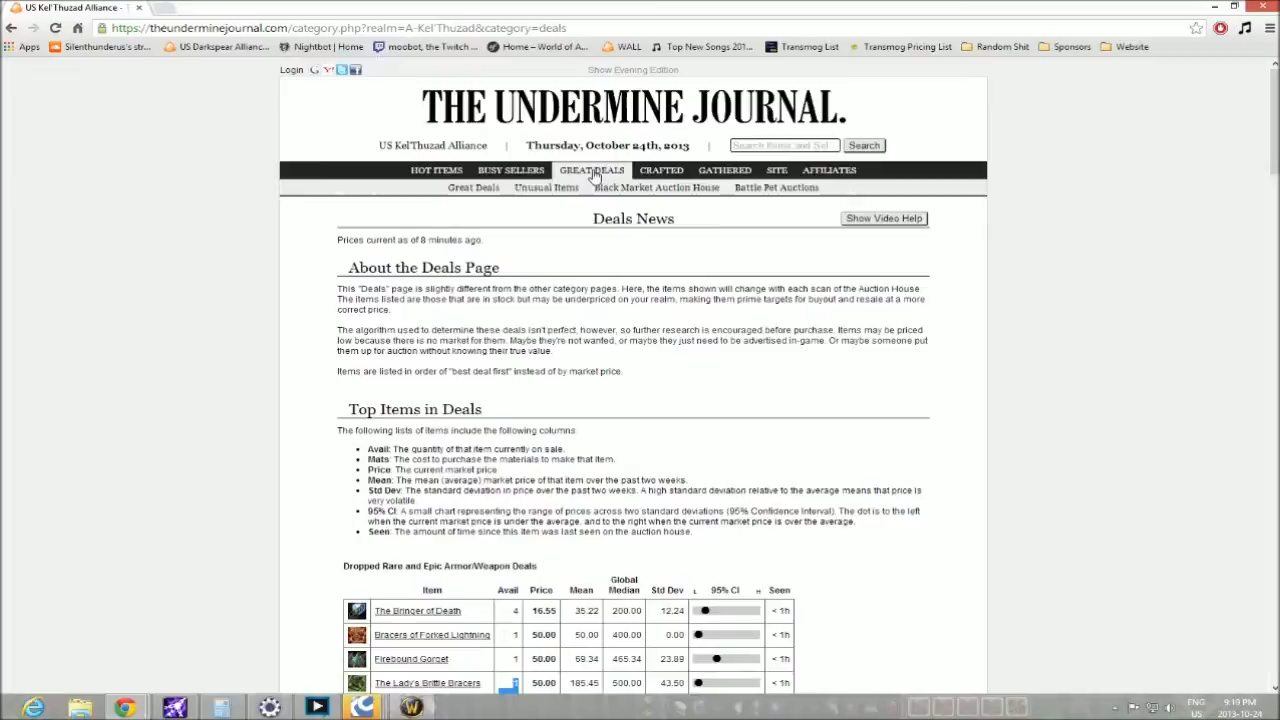 US Kel'Thuzad Alliance -
https://theunderminejournal.com/category.php?realm=A-Kel'Thuzad&category=deals
Apps Silenthunderus's str... US Darkspear Allianc... Nightbot | Home moobot, the Twitch ... Home – World of A... WALL Top New Songs 201... Transmog List Transmog Pricing List Random Shit Sponsors Website
Login Show Evening Edition
THE UNDERMINE JOURNAL.
US Kel'Thuzad Alliance | Thursday, October 24th, 2013 | Search Items and Sel Search
HOT ITEMS BUSY SELLERS GREAT DEALS CRAFTED GATHERED SITE AFFILIATES
Great Deals Unusual Items Black Market Auction House Battle Pet Auctions
Deals News Show Video Help
Prices current as of 8 minutes ago.
About the Deals Page
This "Deals" page is slightly different from the other category pages. Here, the items shown will change with each scan of the Auction House
The items listed are those that are in stock but may be underpriced on your realm, making them prime targets for buyout and resale at a more
correct price.
The algorithm used to determine these deals isn't perfect, however, so further research is encouraged before purchase. Items may be priced
low because there is no market for them. Maybe they're not wanted, or maybe they just need to be advertised in-game. Or maybe someone put
them up for auction without knowing their true value.
Items are listed in order of "best deal first" instead of by market price.
Top Items in Deals
The following lists of items include the following columns:
• Avail: The quantity of that item currently on sale.
• Mats: The cost to purchase the materials to make that item.
• Price: The current market price
• Mean: The mean (average) market price of that item over the past two weeks.
• Std Dev: The standard deviation in price over the past two weeks. A high standard deviation relative to the average means that price is
very volatile.
• 95% CI: A small chart representing the range of prices across two standard deviations (95% Confidence Interval). The dot is to the left
when the current market price is under the average, and to the right when the current market price is over the average.
• Seen: The amount of time since this item was last seen on the auction house.
Dropped Rare and Epic Armor/Weapon Deals
Item Avail Price Mean Global Median Std Dev L 95% CI H Seen
The Bringer of Death 4 16.55 35.22 200.00 12.24 < 1h
Bracers of Forked Lightning 1 50.00 50.00 400.00 0.00 < 1h
Firebound Gorget 1 50.00 59.34 455.34 23.89 < 1h
The Lady's Brittle Bracers 1 50.00 185.45 500.00 43.50 < 1h
ENG 9:19 PM
US 2013-10-24